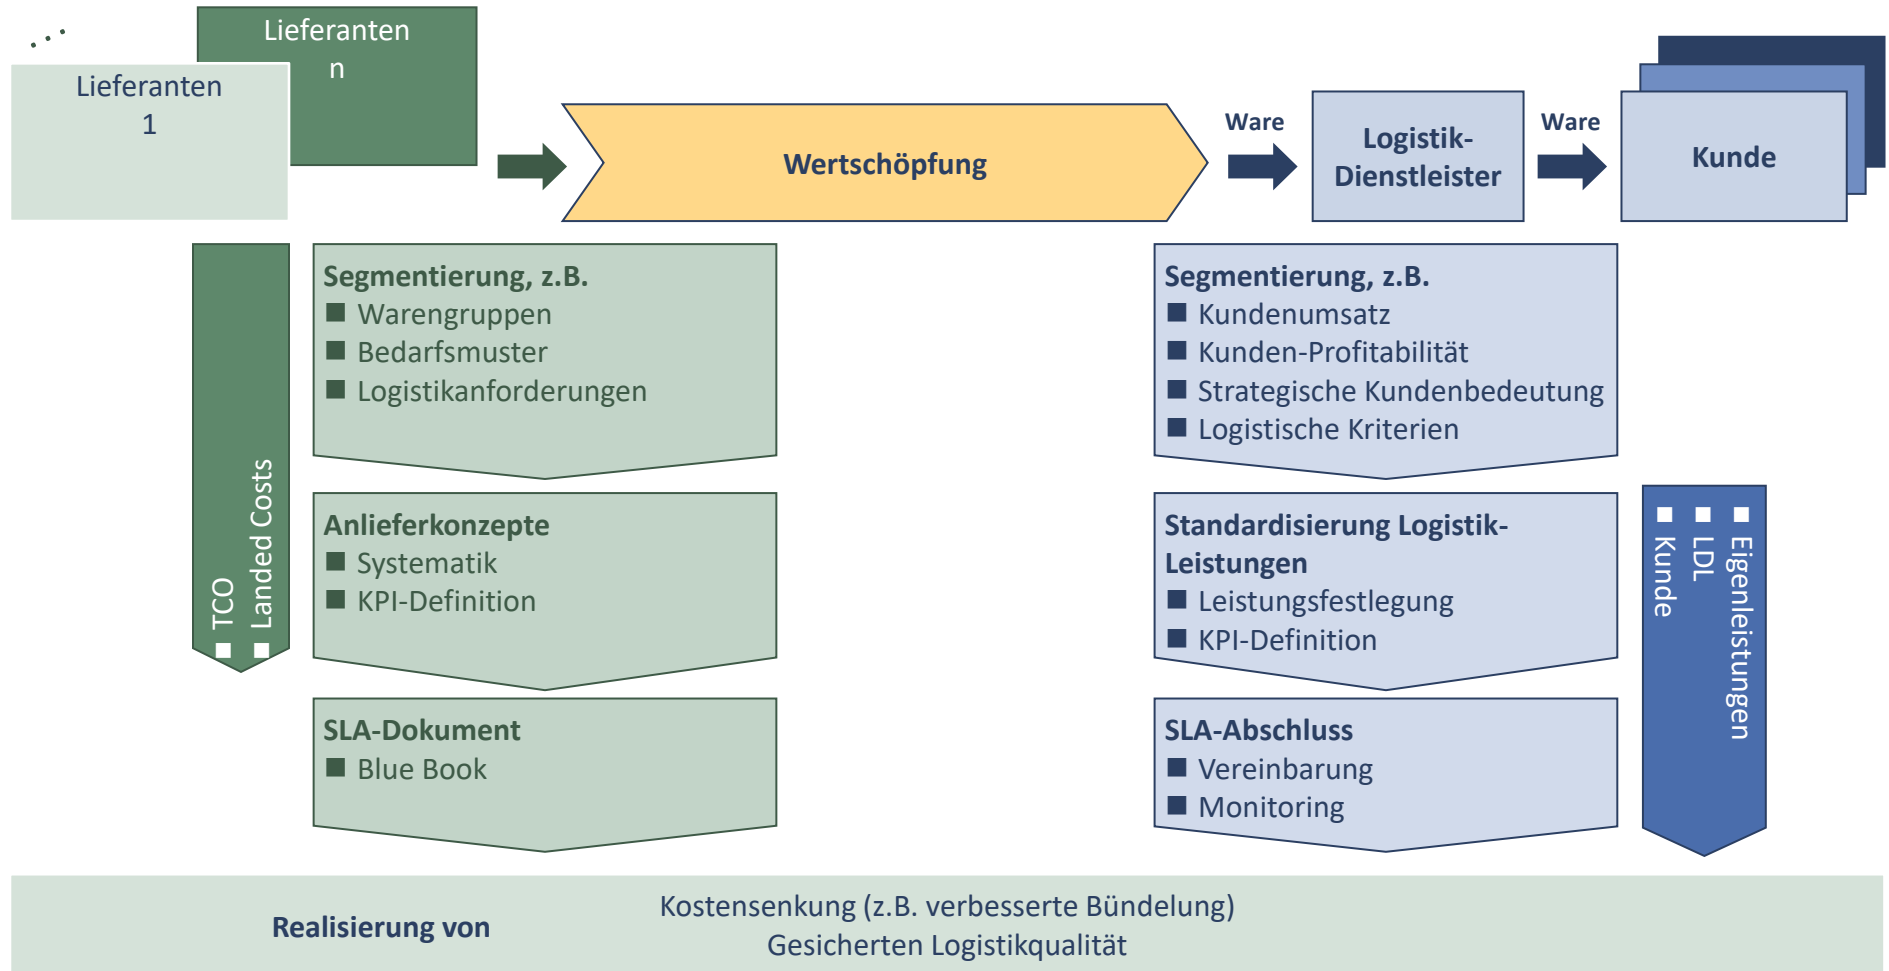 ...
Lieferanten
n
Lieferanten
1
Wertschöpfung
Ware
Logistik-
Dienstleister
Ware
Kunde
Segmentierung, z.B.
■ Warengruppen
■ Bedarfsmuster
■ Logistikanforderungen
Anlieferkonzepte
■ Systematik
■ KPI-Definition
SLA-Dokument
■ Blue Book
■ TCO
■ Landed Costs
Segmentierung, z.B.
■ Kundenumsatz
■ Kunden-Profitabilität
■ Strategische Kundenbedeutung
■ Logistische Kriterien
Standardisierung Logistik-
Leistungen
■ Leistungsfestlegung
■ KPI-Definition
SLA-Abschluss
■ Vereinbarung
■ Monitoring
■ Eigenleistungen
■ LDL
■ Kunde
Realisierung von
Kostensenkung (z.B. verbesserte Bündelung)
Gesicherten Logistikqualität